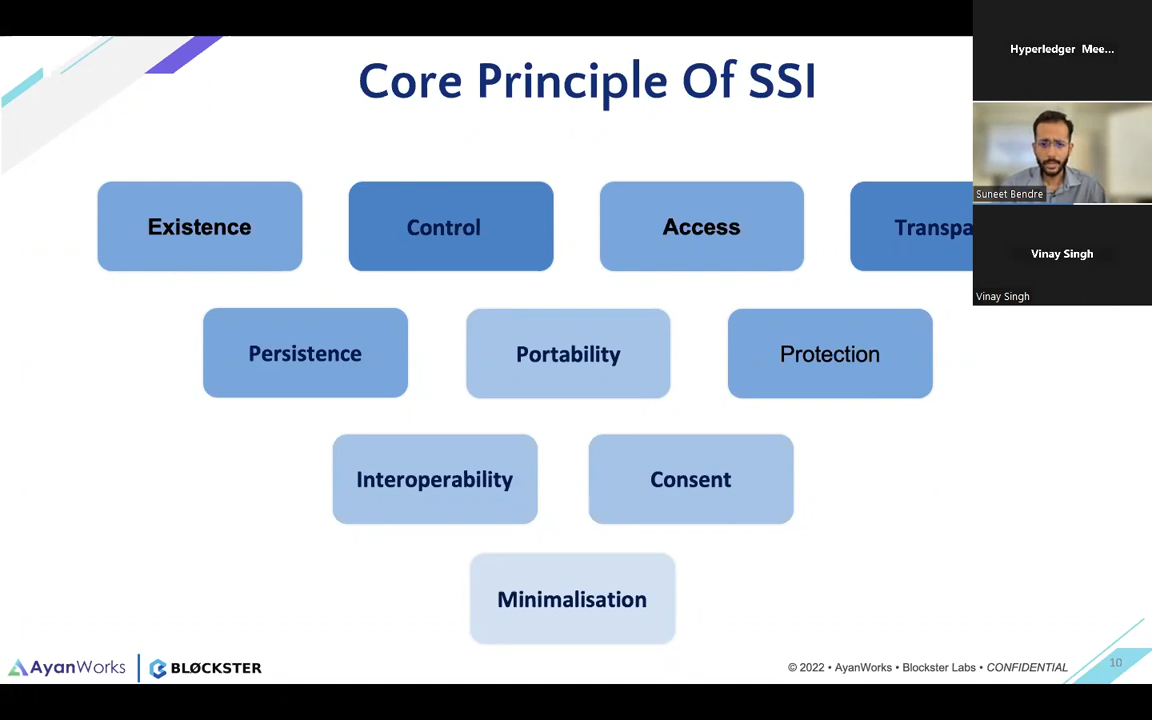 Core Principle Of SSI
Hyperledger Mee...
Existence
Control
Access
Transpa
Suneet Bendre
Vinay Singh
Vinay Singh
Persistence
Portability
Protection
Interoperability
Consent
Minimalisation
AyanWorks
BLØCKSTER
© 2022 • AyanWorks • Blockster Labs • CONFIDENTIAL
10